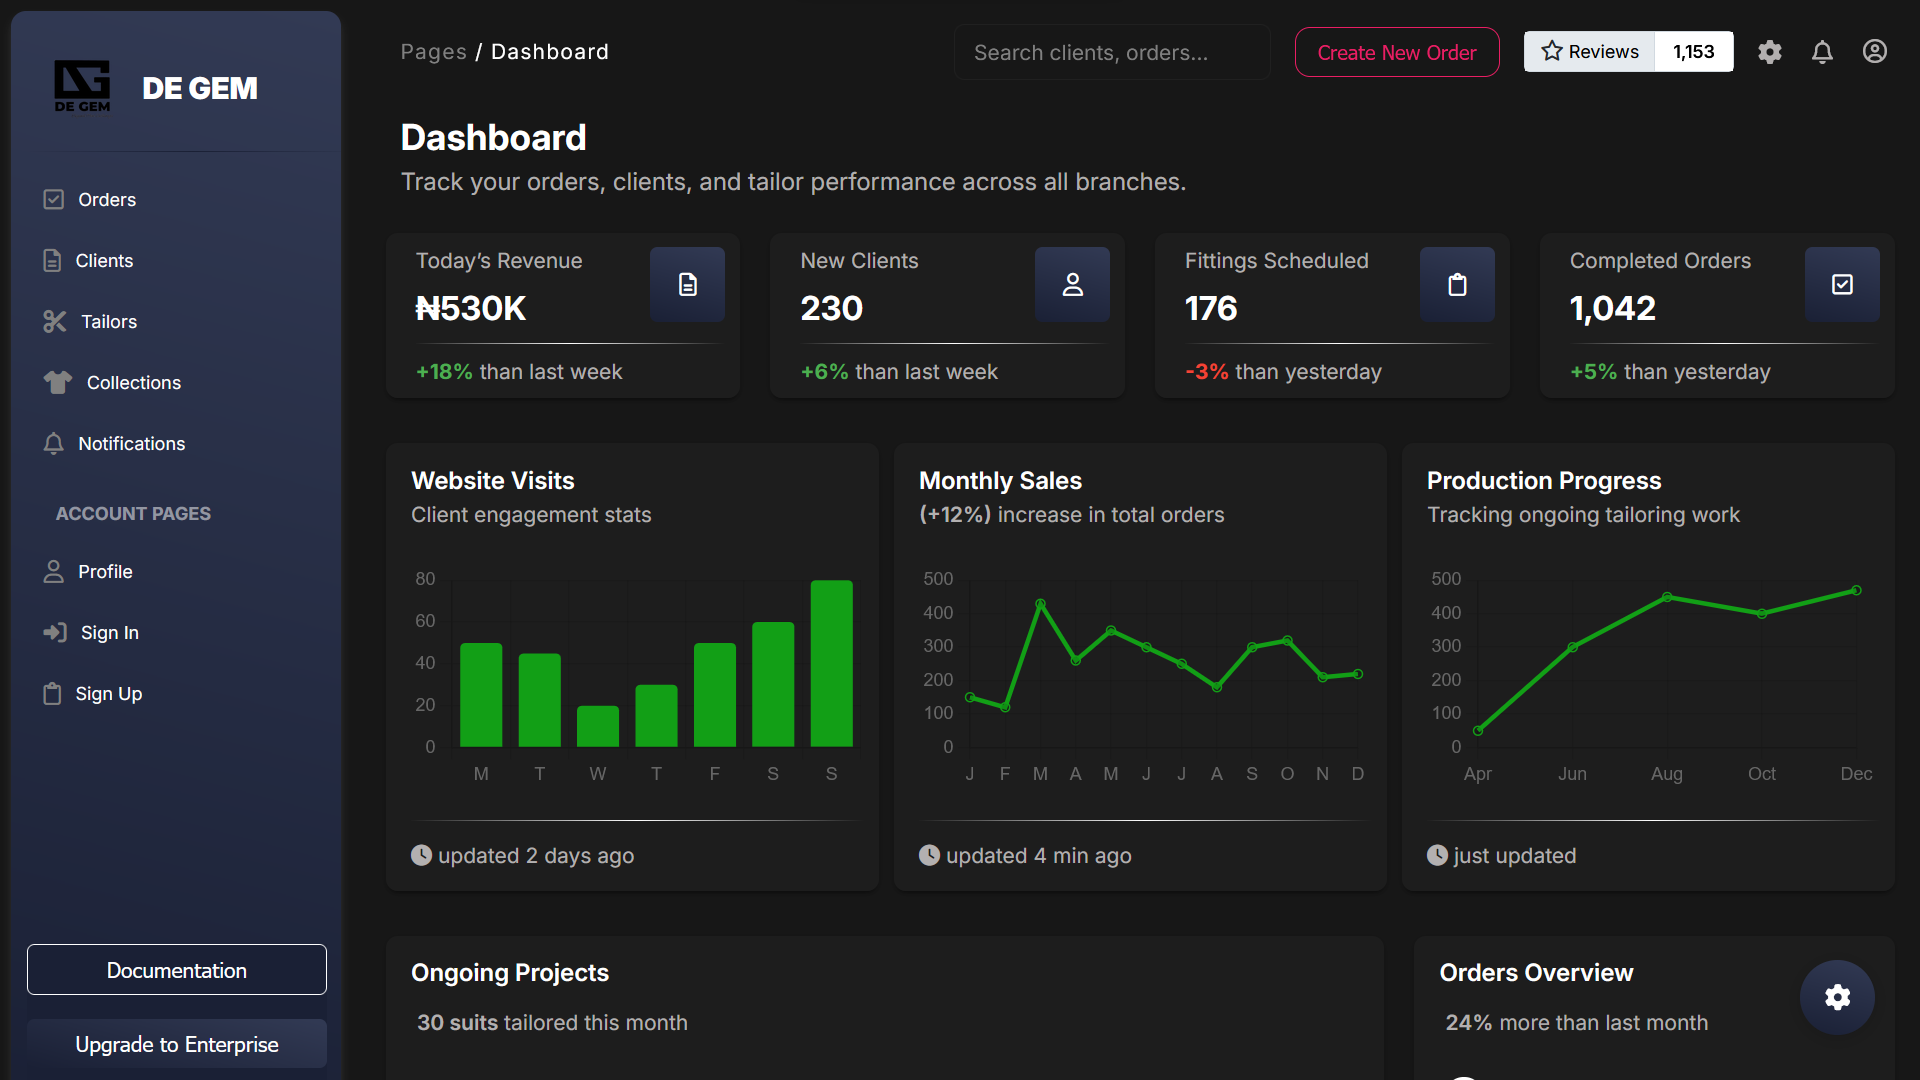 DE GEM
DE GEM
Orders
Clients
Tailors
Collections
Notifications
ACCOUNT PAGES
Profile
Sign In
Sign Up
Documentation
Upgrade to Enterprise
Pages / Dashboard
Search clients, orders...
Create New Order
Reviews 1,153
Dashboard
Track your orders, clients, and tailor performance across all branches.
Today’s Revenue
₦530K
+18% than last week
New Clients
230
+6% than last week
Fittings Scheduled
176
-3% than yesterday
Completed Orders
1,042
+5% than yesterday
Website Visits
Client engagement stats
80
60
40
20
0
M T W T F S S
updated 2 days ago
Monthly Sales
(+12%) increase in total orders
500
400
300
200
100
0
J F M A M J J A S O N D
updated 4 min ago
Production Progress
Tracking ongoing tailoring work
500
400
300
200
100
0
Apr Jun Aug Oct Dec
just updated
Ongoing Projects
30 suits tailored this month
Orders Overview
24% more than last month